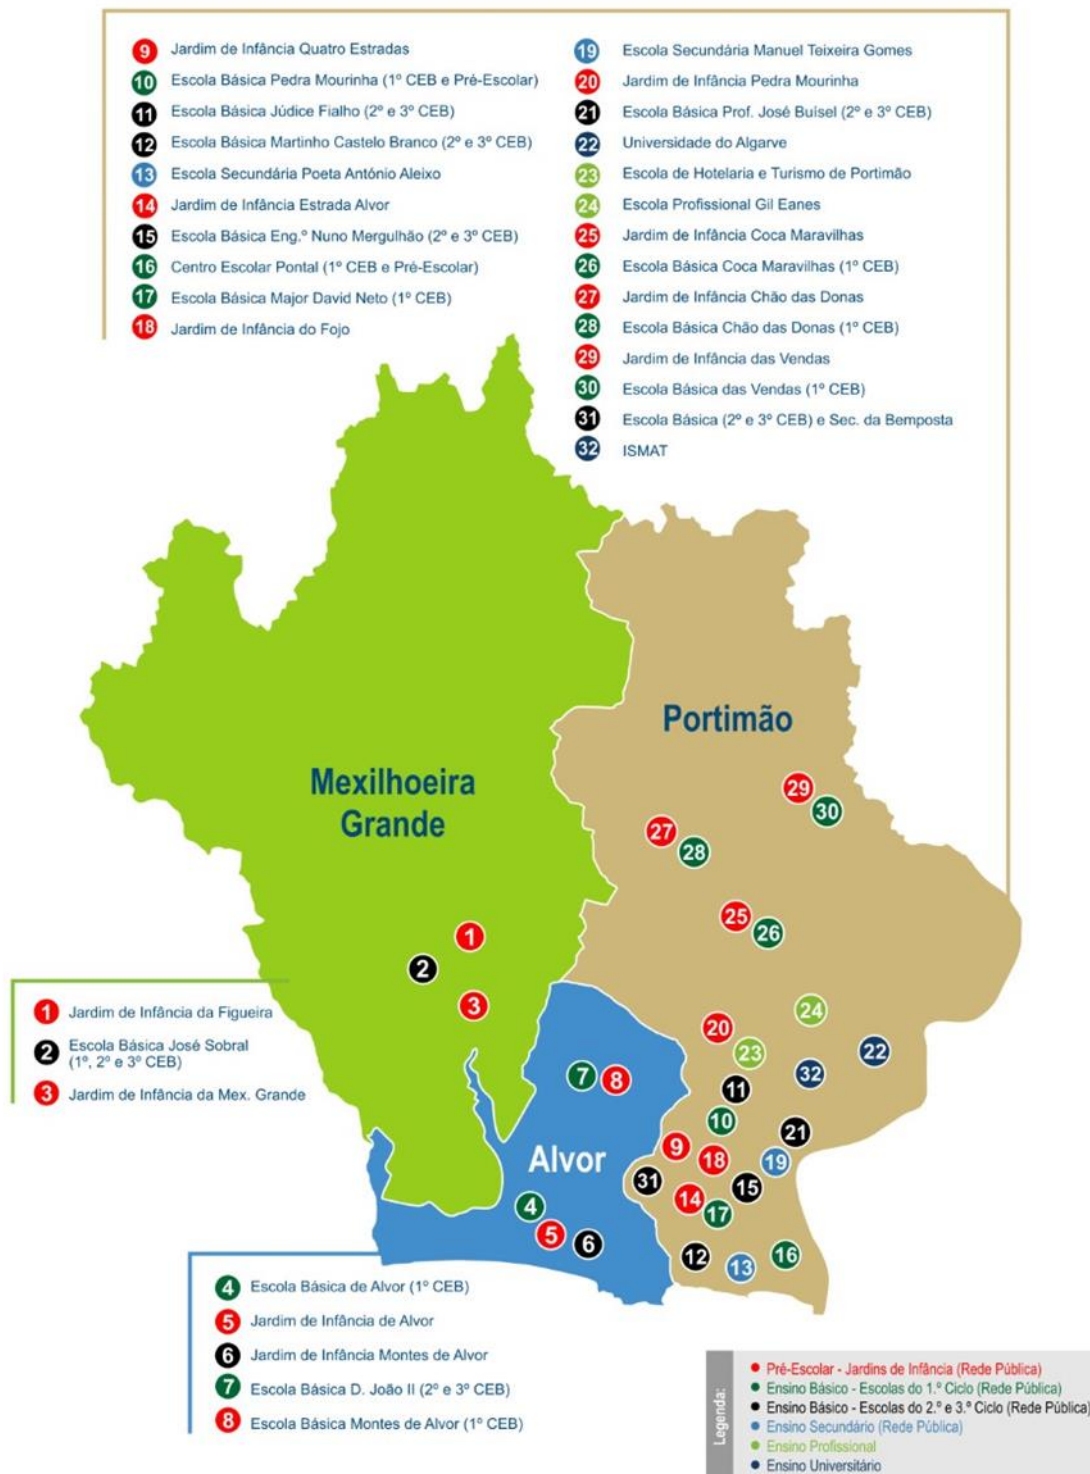 9 Jardim de Infância Quatro Estradas
10 Escola Básica Pedra Mourinha (1º CEB e Pré-Escolar)
11 Escola Básica Júdice Fialho (2º e 3º CEB)
12 Escola Básica Martinho Castelo Branco (2º e 3º CEB)
13 Escola Secundária Poeta António Aleixo
14 Jardim de Infância Estrada Alvor
15 Escola Básica Eng.º Nuno Mergulhão (2º e 3º CEB)
16 Centro Escolar Pontal (1º CEB e Pré-Escolar)
17 Escola Básica Major David Neto (1º CEB)
18 Jardim de Infância do Fojo
19 Escola Secundária Manuel Teixeira Gomes
20 Jardim de Infância Pedra Mourinha
21 Escola Básica Prof. José Buísel (2º e 3º CEB)
22 Universidade do Algarve
23 Escola de Hotelaria e Turismo de Portimão
24 Escola Profissional Gil Eanes
25 Jardim de Infância Coca Maravilhas
26 Escola Básica Coca Maravilhas (1º CEB)
27 Jardim de Infância Chão das Donas
28 Escola Básica Chão das Donas (1º CEB)
29 Jardim de Infância das Vendas
30 Escola Básica das Vendas (1º CEB)
31 Escola Básica (2º e 3º CEB) e Sec. da Bemposta
32 ISMAT
Portimão
Mexilhoeira
Grande
29
30
27
28
25
26
1
2
3
24
20
23
22
32
7
8
11
10
21
9
18
19
Alvor
31
15
14
17
4
5
6
12
13
16
1 Jardim de Infância da Figueira
2 Escola Básica José Sobral
(1º, 2º e 3º CEB)
3 Jardim de Infância da Mex. Grande
4 Escola Básica de Alvor (1º CEB)
5 Jardim de Infância de Alvor
6 Jardim de Infância Montes de Alvor
7 Escola Básica D. João II (2º e 3º CEB)
8 Escola Básica Montes de Alvor (1º CEB)
Legenda:
Pré-Escolar - Jardins de Infância (Rede Pública)
Ensino Básico - Escolas do 1.º Ciclo (Rede Pública)
Ensino Básico - Escolas do 2.º e 3.º Ciclo (Rede Pública)
Ensino Secundário (Rede Pública)
Ensino Profissional
Ensino Universitário